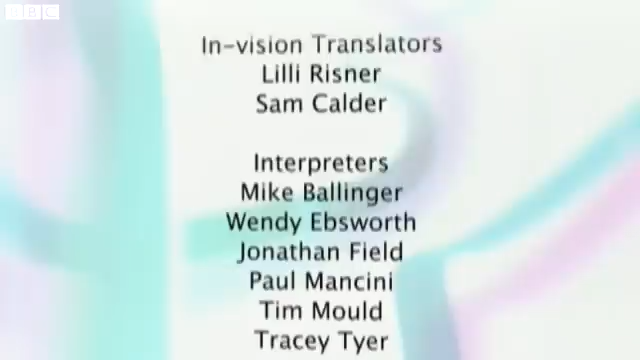 BBC
In-vision Translators
Lilli Risner
Sam Calder
Interpreters
Mike Ballinger
Wendy Ebsworth
Jonathan Field
Paul Mancini
Tim Mould
Tracey Tyer